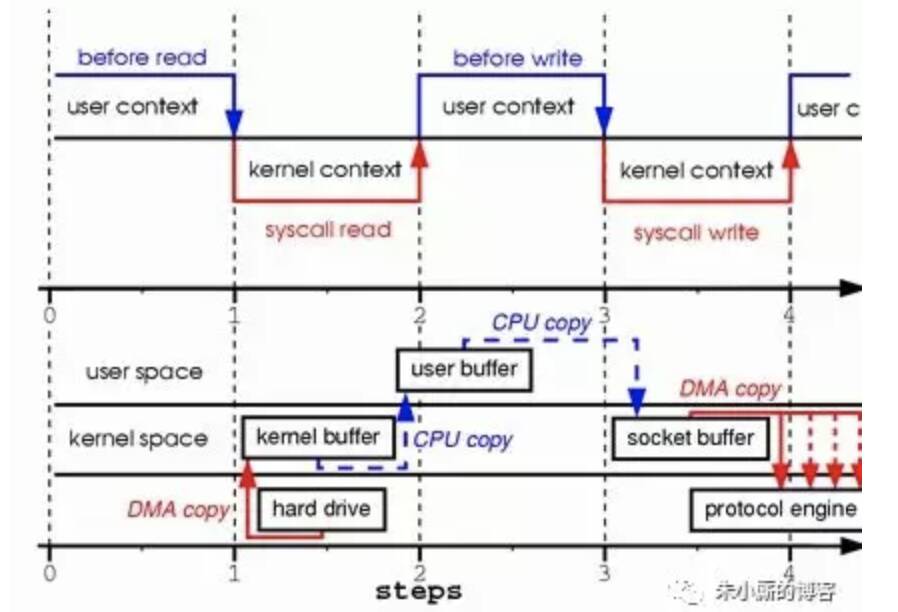 before read
before write
user context
user context
user c
kernel context
kernel context
syscall read
syscall write
0 1 2 3 4
CPU copy
user buffer
user space
DMA copy
kernel space
kernel buffer
CPU copy
socket buffer
DMA copy
hard drive
protocol engine
0 1 2 3 4
steps
朱小厮的博客